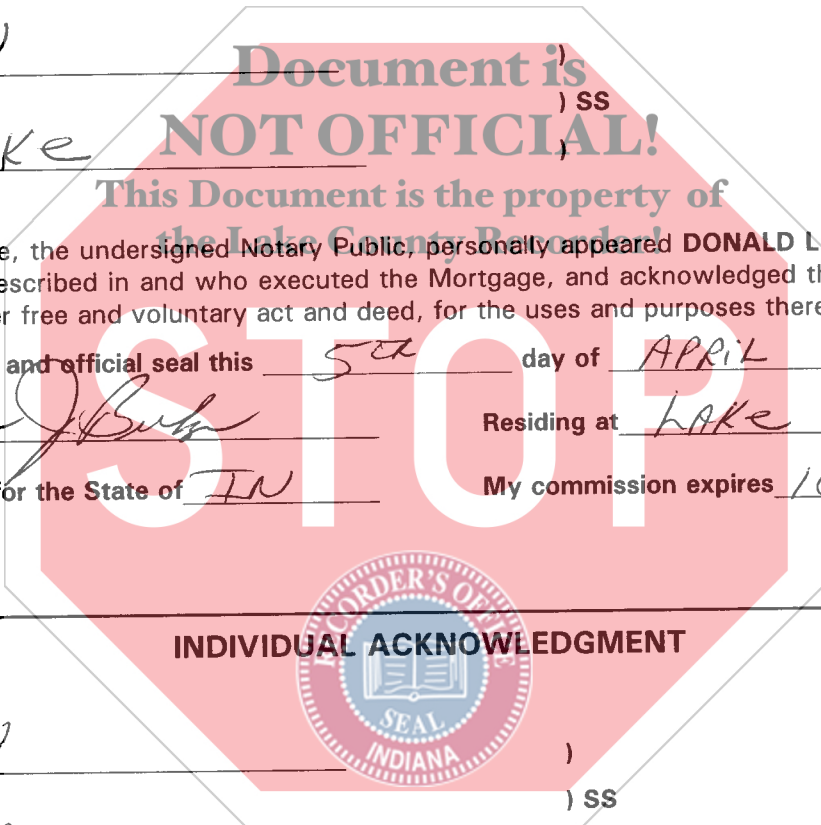 )
Document is
) SS
NOT OFFICIAL!
ke
)
This Document is the property of
the Lake County Recorder!
e, the undersigned Notary Public, personally appeared DONALD L
escribed in and who executed the Mortgage, and acknowledged th
r free and voluntary act and deed, for the uses and purposes there
and official seal this 5th day of APRIL
Residing at LAKE
or the State of IN My commission expires 10
STOP
RECORDER'S OFFICE
INDIVIDUAL ACKNOWLEDGMENT
SEAL
INDIANA
)
) SS